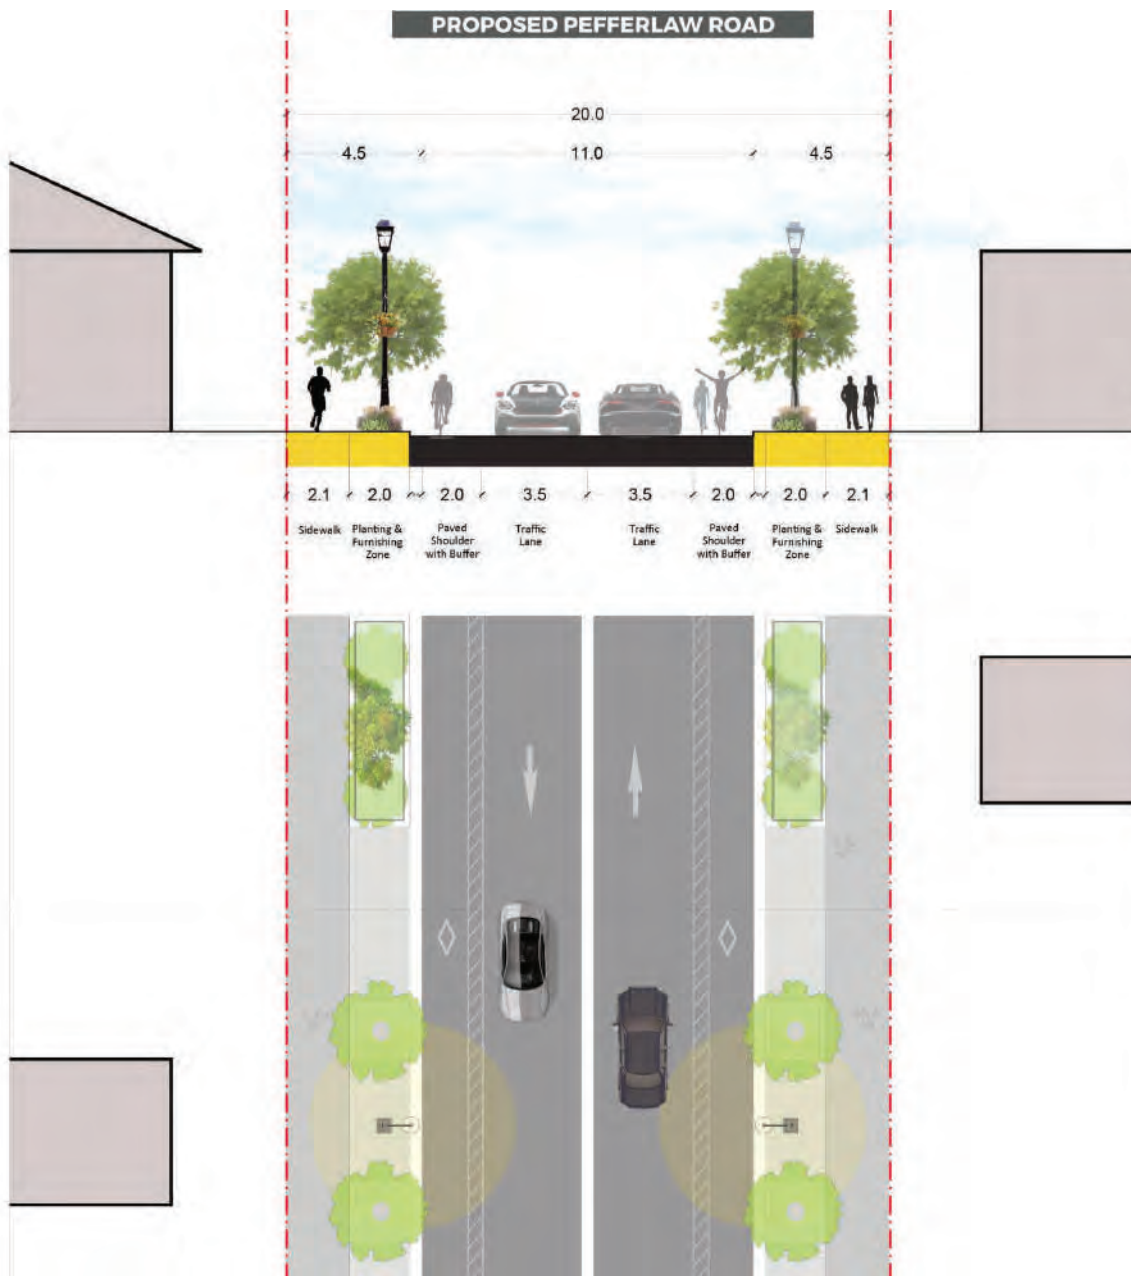 PROPOSED PEFFERLAW ROAD
20.0
4.5 11.0 4.5
2.1 2.0 2.0 3.5 3.5 2.0 2.0 2.1
Sidewalk
Planting &
Furnishing
Zone
Paved
Shoulder
with Buffer
Traffic
Lane
Traffic
Lane
Paved
Shoulder
with Buffer
Planting &
Furnishing
Zone
Sidewalk